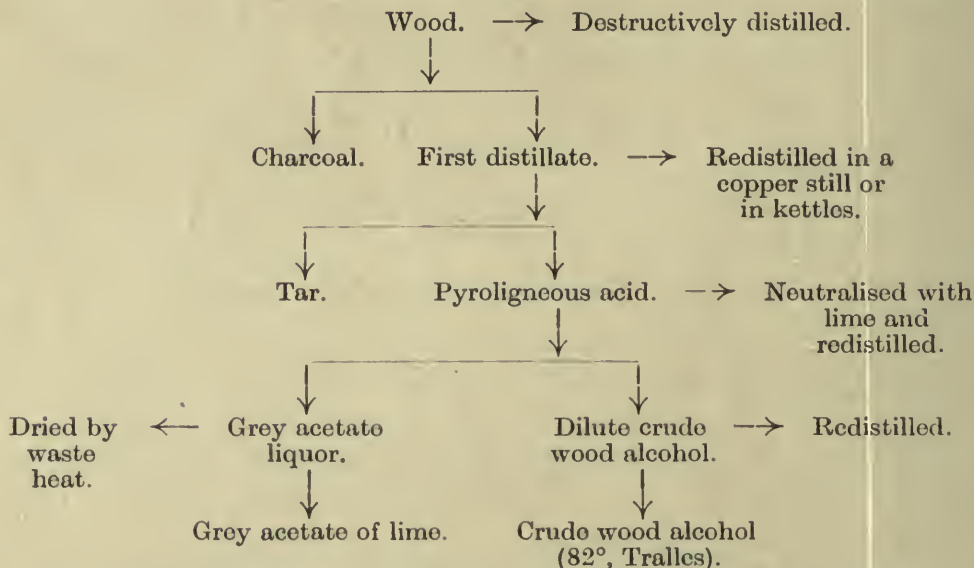 Wood. → Destructively distilled.
Charcoal. First distillate. → Redistilled in a
copper still or
in kettles.
Tar. Pyroligneous acid. → Neutralised with
lime and
redistilled.
Dried by ← Grey acetate Dilute crude → Redistilled.
waste liquor. wood alcohol.
heat.
Grey acetate of lime. Crude wood alcohol
(82°, Tralles).